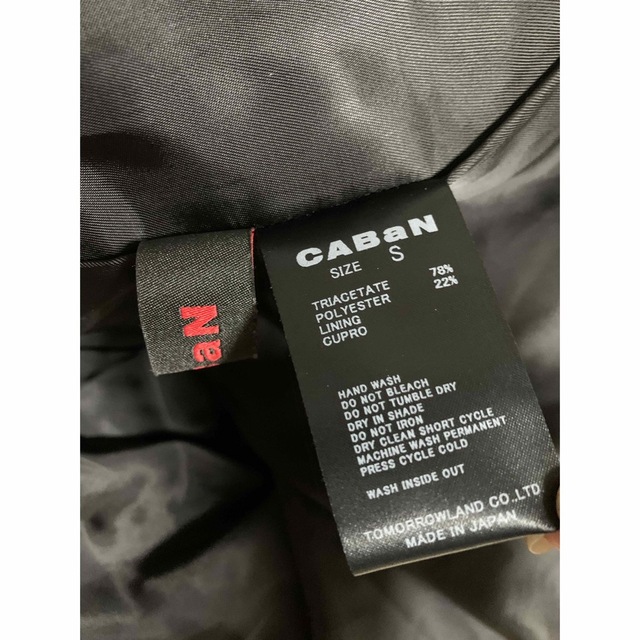 CABaN
SIZE S
TRIACETATE 78%
POLYESTER 22%
LINING
CUPRO
HAND WASH
DO NOT BLEACH
DO NOT TUMBLE DRY
DRY IN SHADE
DO NOT IRON
DRY CLEAN SHORT CYCLE
MACHINE WASH PERMANENT
PRESS CYCLE COLD
WASH INSIDE OUT
TOMORROWLAND CO.,LTD
MADE IN JAPAN
aN